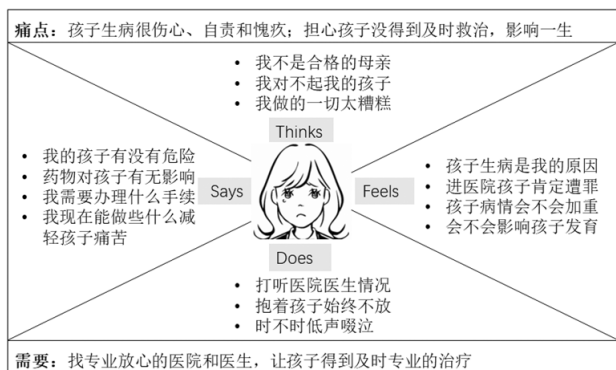 痛点：孩子生病很伤心、自责和愧疚；担心孩子没得到及时救治，影响一生
• 我不是合格的母亲
• 我对不起我的孩子
• 我做的一切太糟糕
Thinks
• 我的孩子有没有危险
• 药物对孩子有无影响
• 我需要办理什么手续
• 我现在能做些什么减
轻孩子痛苦
Says
Feels
• 孩子生病是我的原因
• 进医院孩子肯定遭罪
• 孩子病情会不会加重
• 会不会影响孩子发育
Does
• 打听医院医生情况
• 抱着孩子始终不放
• 时不时低声啜泣
需要：找专业放心的医院和医生，让孩子得到及时专业的治疗